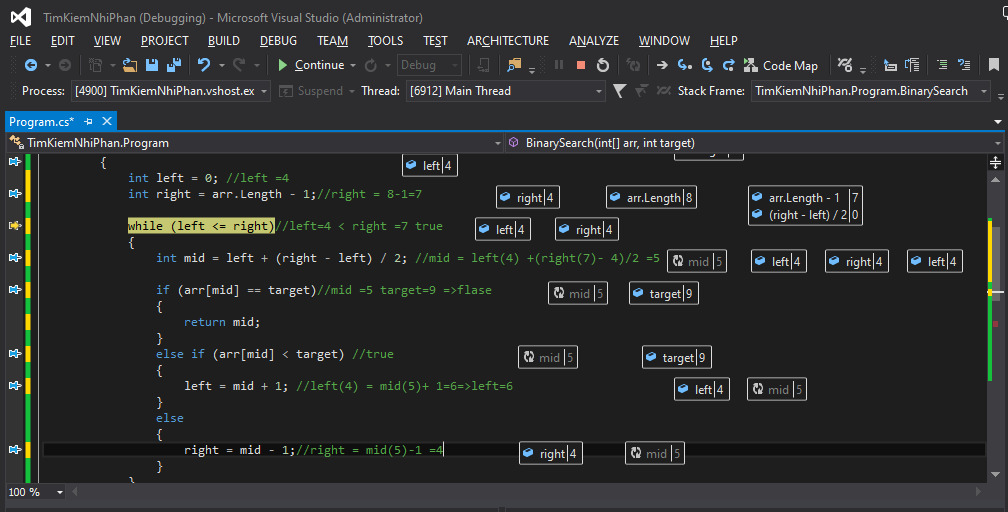 TimKiemNhiPhan (Debugging) - Microsoft Visual Studio (Administrator)
FILE EDIT VIEW PROJECT BUILD DEBUG TEAM TOOLS TEST ARCHITECTURE ANALYZE WINDOW HELP
Continue Debug Code Map
Process: [4900] TimKiemNhiPhan.vshost.ex Suspend Thread: [6912] Main Thread Stack Frame: TimKiemNhiPhan.Program.BinarySearch
Program.cs*
TimKiemNhiPhan.Program BinarySearch(int[] arr, int target)
{ left|4
int left = 0; //left =4
int right = arr.Length - 1;//right = 8-1=7 right|4 arr.Length|8 arr.Length - 1|7
(right - left) / 2|0
while (left <= right)//left=4 < right =7 true left|4 right|4
{
int mid = left + (right - left) / 2; //mid = left(4) +(right(7)- 4)/2 =5 mid|5 left|4 right|4 left|4
if (arr[mid] == target)//mid =5 target=9 =>flase mid|5 target|9
{
return mid;
}
else if (arr[mid] < target) //true mid|5 target|9
{
left = mid + 1; //left(4) = mid(5)+ 1=6=>left=6 left|4 mid|5
}
else
{
right = mid - 1;//right = mid(5)-1 =4 right|4 mid|5
}
}
100 %